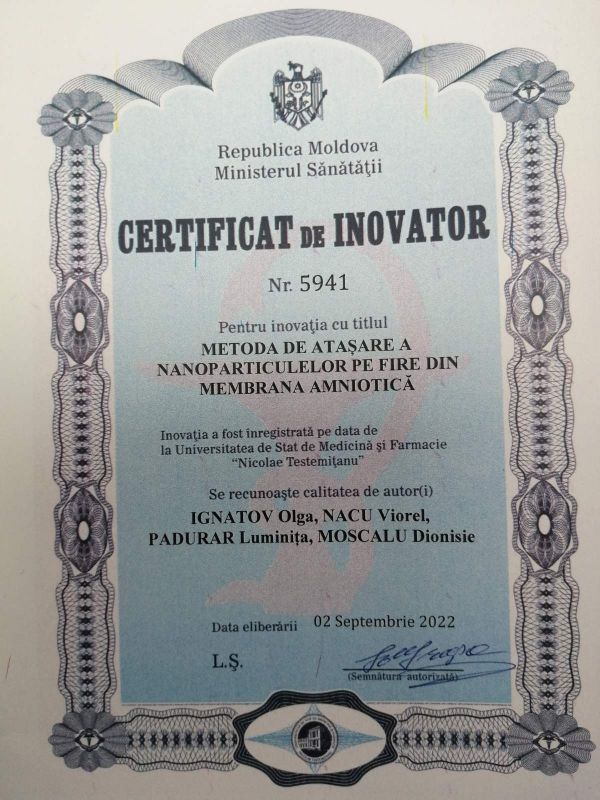 Republica Moldova
Ministerul Sănătăţii
CERTIFICAT DE INOVATOR
Nr. 5941
Pentru inovaţia cu titlul
METODA DE ATAȘARE A
NANOPARTICULELOR PE FIRE DIN
MEMBRANA AMNIOTICĂ
Inovaţia a fost înregistrată pe data de
la Universitatea de Stat de Medicină şi Farmacie
“Nicolae Testemiţanu”
Se recunoaşte calitatea de autor(i)
IGNATOV Olga, NACU Viorel,
PADURAR Luminița, MOSCALU Dionisie
Data eliberării 02 Septembrie 2022
L.Ş.
(Semnătura autorizată)